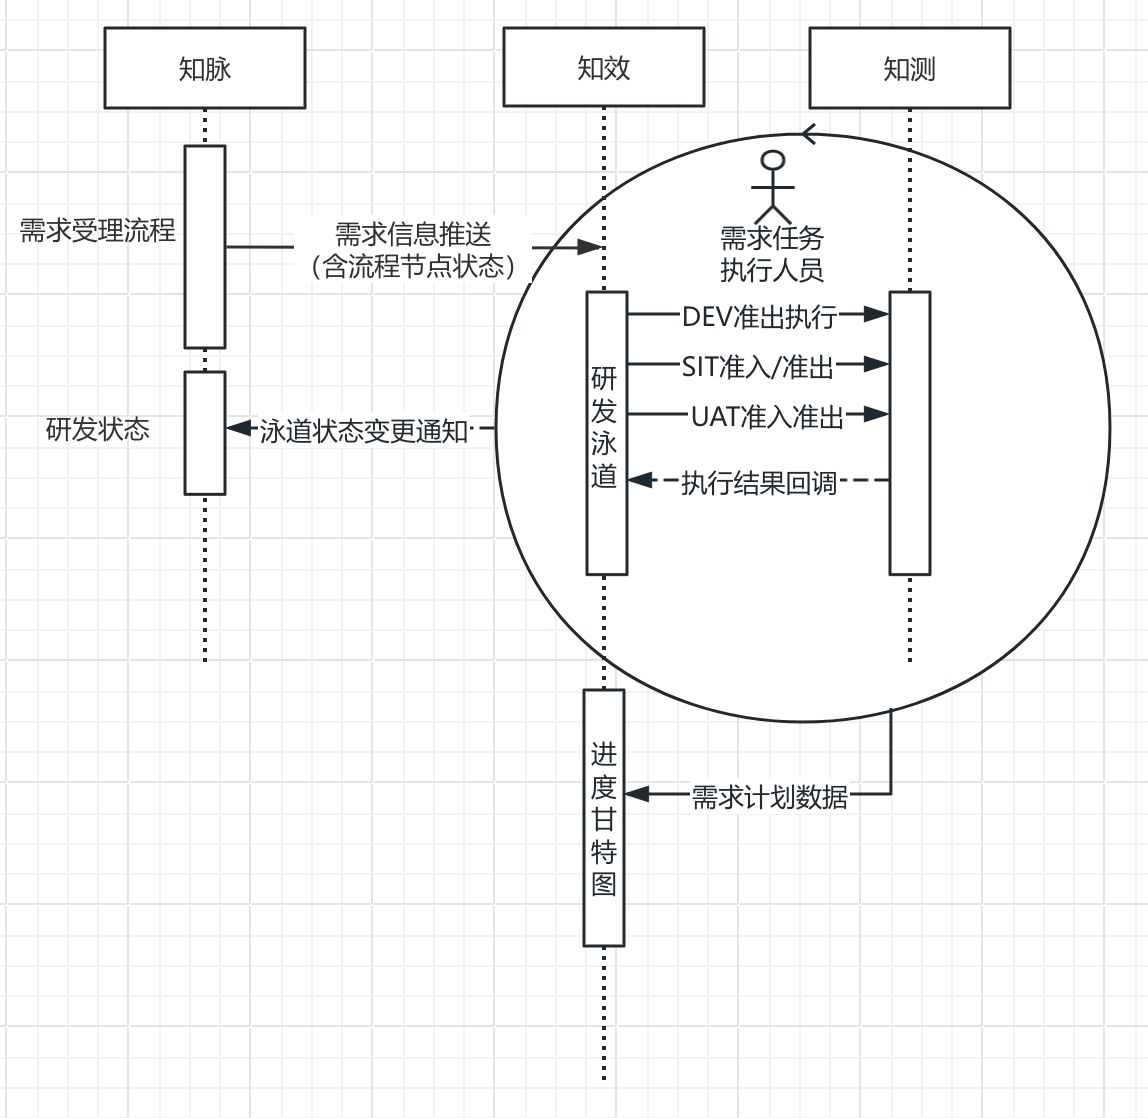 知脉
知效
知测
需求受理流程
需求信息推送
（含流程节点状态）
需求任务
执行人员
DEV准出执行
SIT准入/准出
UAT准入准出
研发泳道
研发状态
泳道状态变更通知
执行结果回调
进度甘特图
需求计划数据